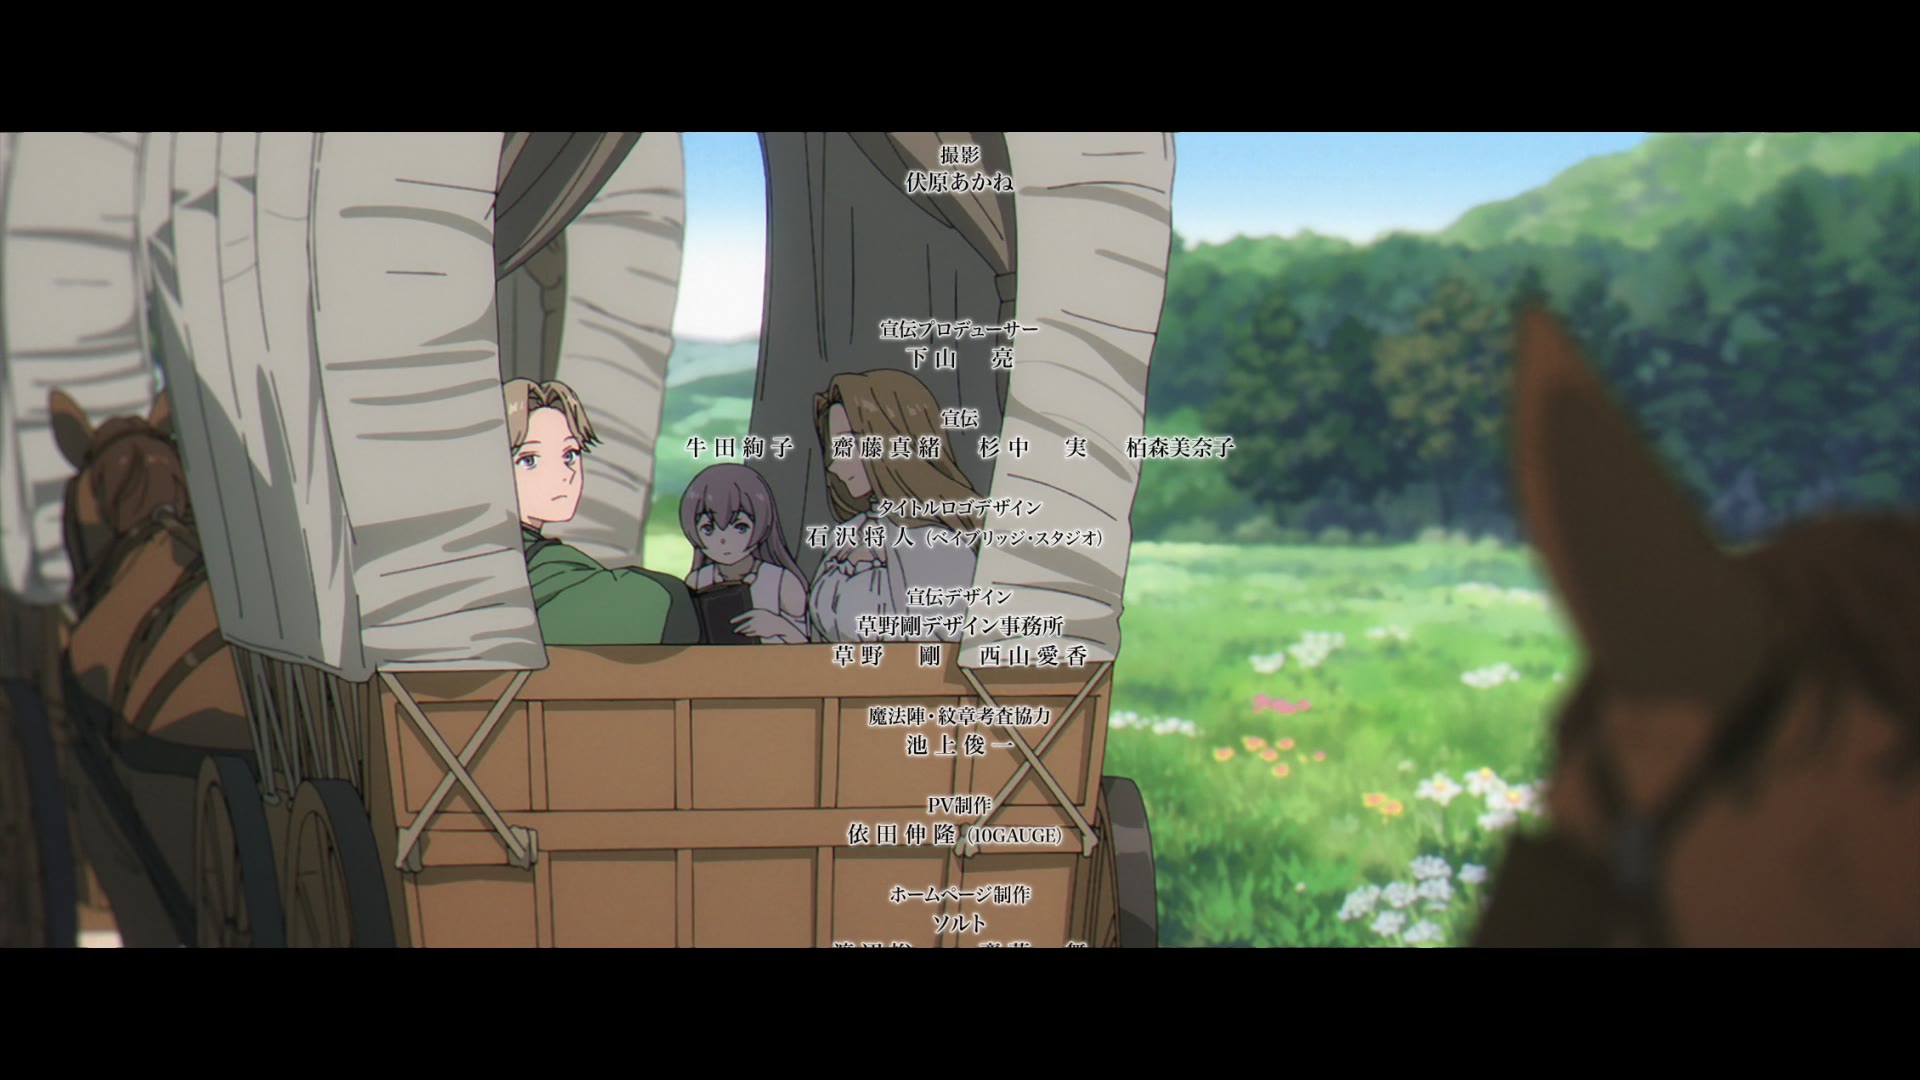 撮影
伏原あかね
宣伝プロデューサー
下山 亮
宣伝
牛田絢子 齋藤真緒 杉中 実 栢森美奈子
タイトルロゴデザイン
石沢将人（ベイブリッジ・スタジオ）
宣伝デザイン
草野剛デザイン事務所
草野 剛 西山愛香
魔法陣・紋章考査協力
池上俊一
PV制作
依田伸隆（10GAUGE）
ホームページ制作
ソルト